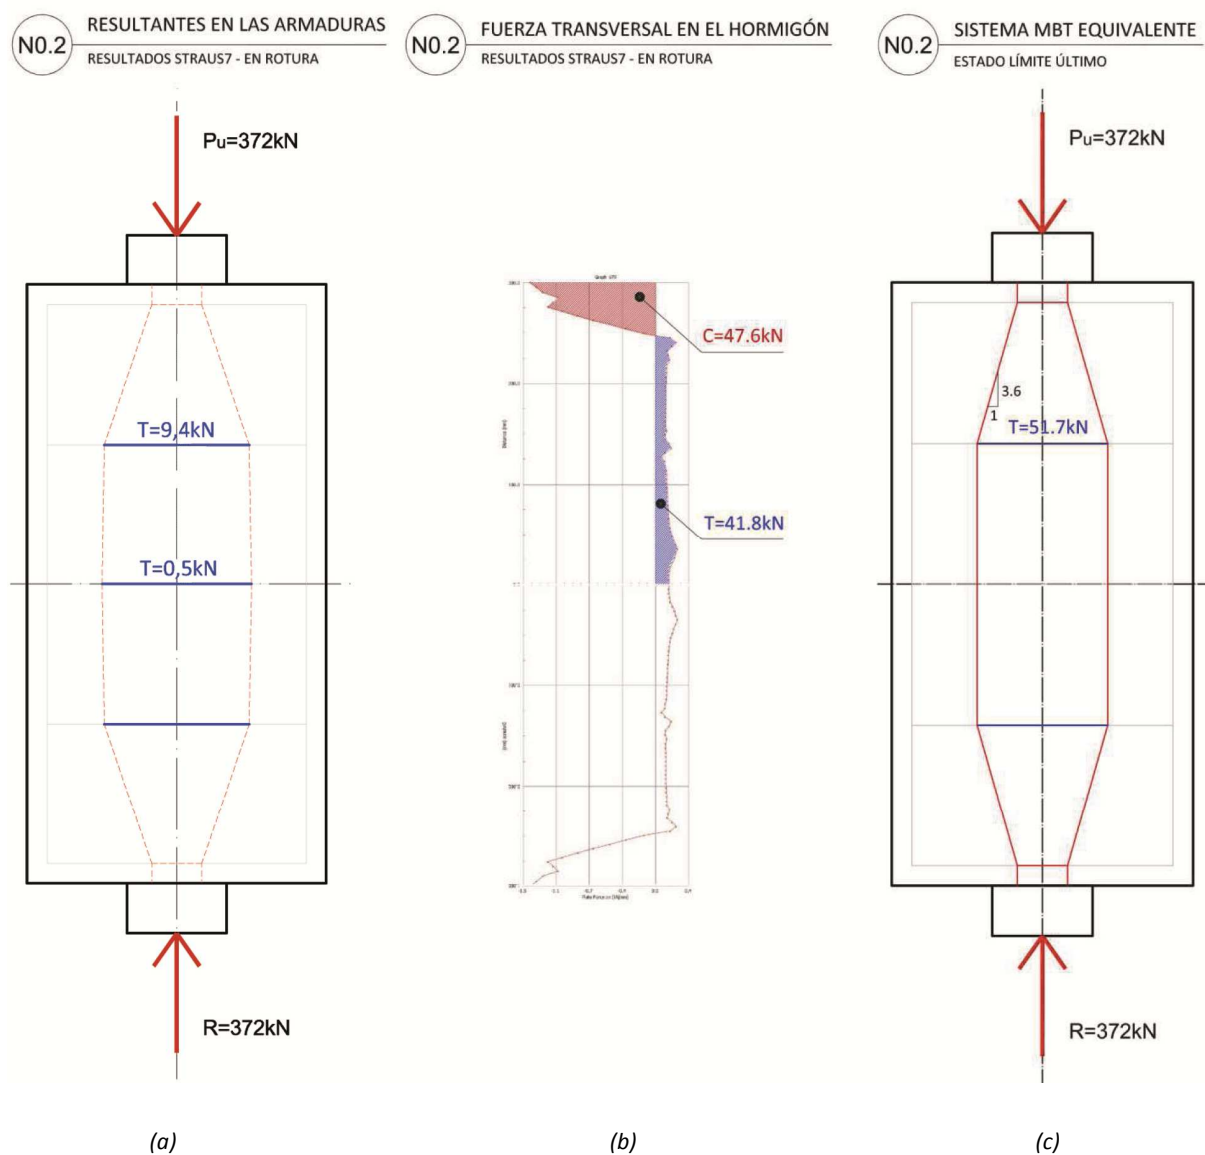 N0.2
RESULTANTES EN LAS ARMADURAS
RESULTADOS STRAUS7 - EN ROTURA
Pu=372kN
T=9,4kN
T=0,5kN
R=372kN
(a)
N0.2
FUERZA TRANSVERSAL EN EL HORMIGÓN
RESULTADOS STRAUS7 - EN ROTURA
C=47.6kN
T=41.8kN
(b)
N0.2
SISTEMA MBT EQUIVALENTE
ESTADO LÍMITE ÚLTIMO
Pu=372kN
3.6
1
T=51.7kN
R=372kN
(c)